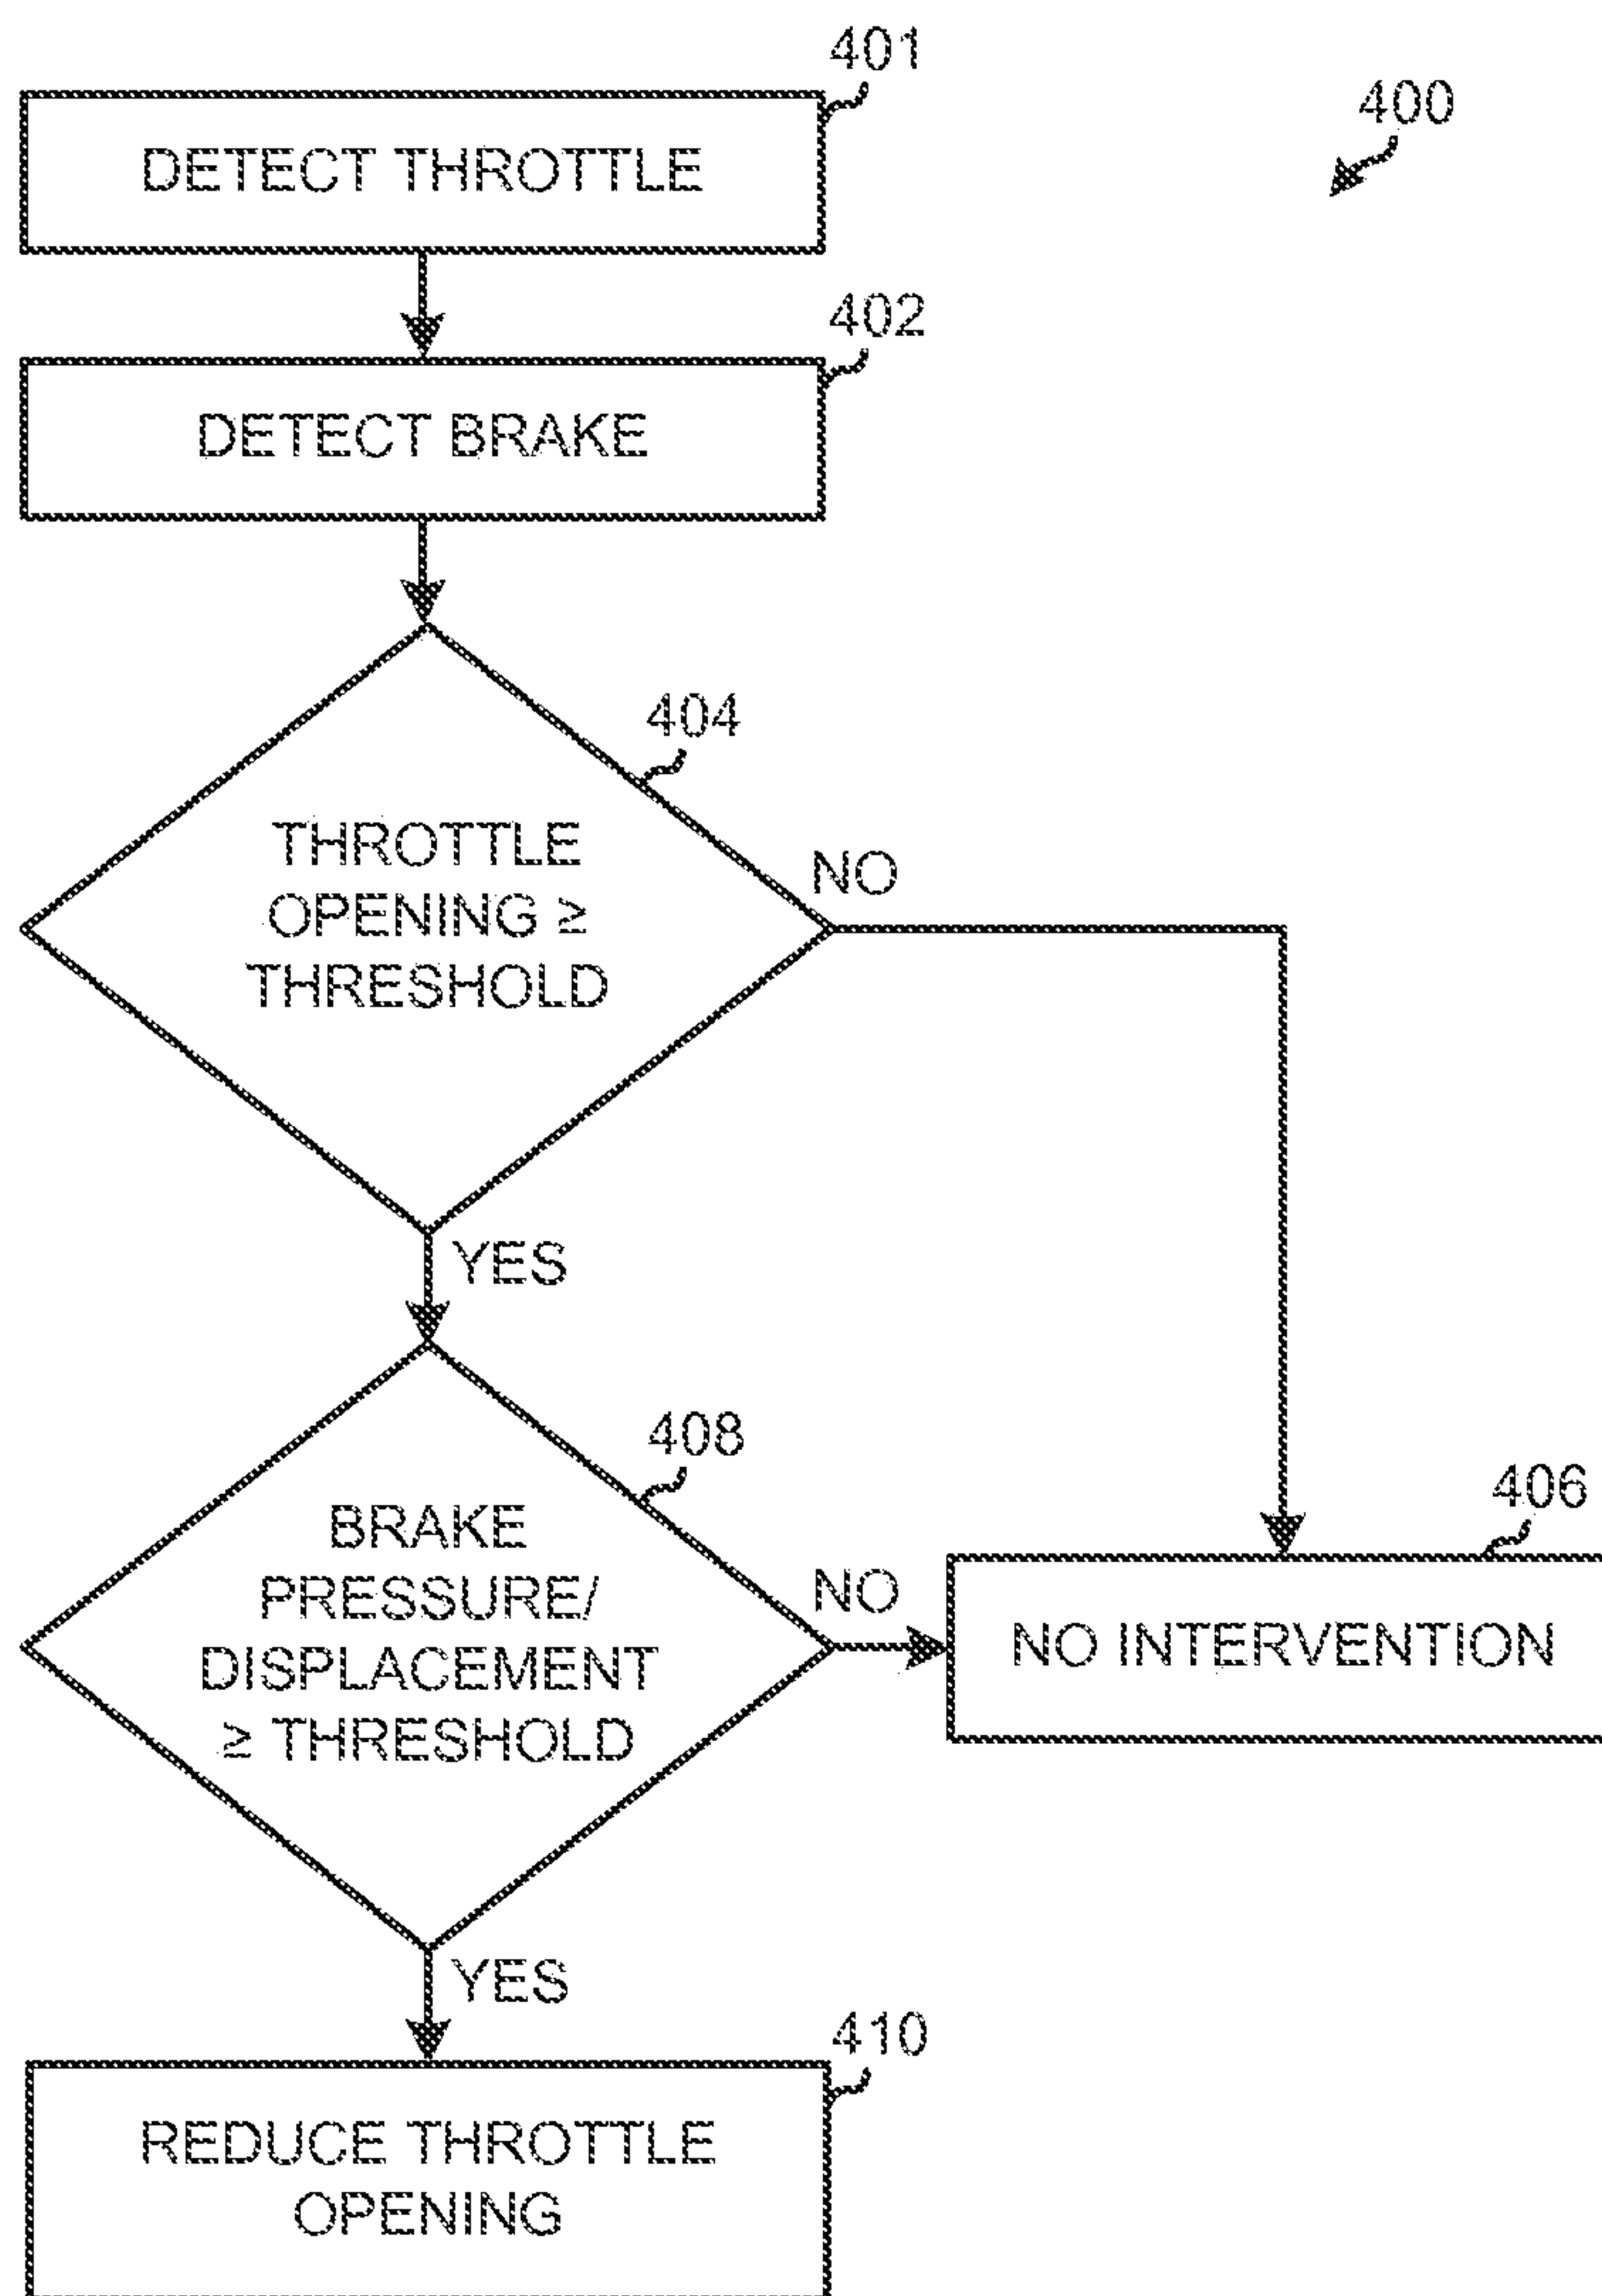 401
400
DETECT THROTTLE
402
DETECT BRAKE
404
THROTTLE
OPENING ≥
THRESHOLD
NO
YES
408
BRAKE
PRESSURE/
DISPLACEMENT
≥ THRESHOLD
NO
406
NO INTERVENTION
YES
410
REDUCE THROTTLE
OPENING